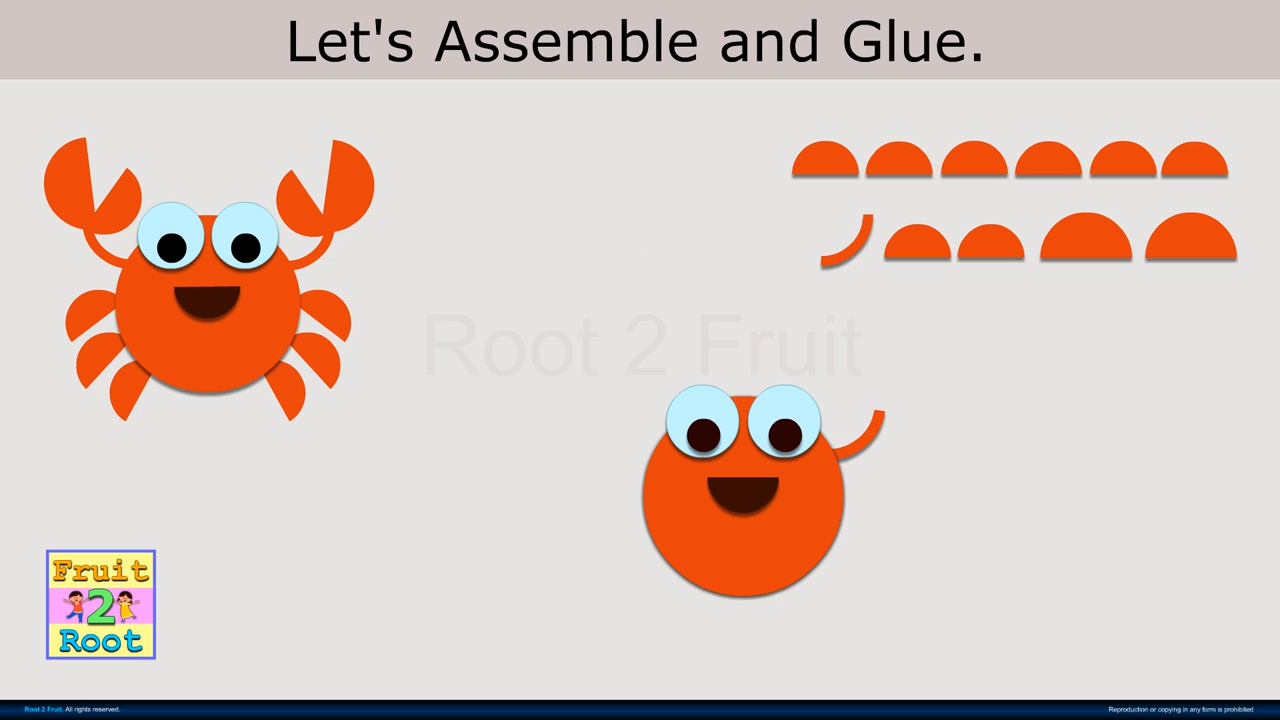 Let's Assemble and Glue.
Root 2 Fruit
Fruit
2
Root
Root 2 Fruit. All rights reserved.
Reproduction or copying in any form is prohibited